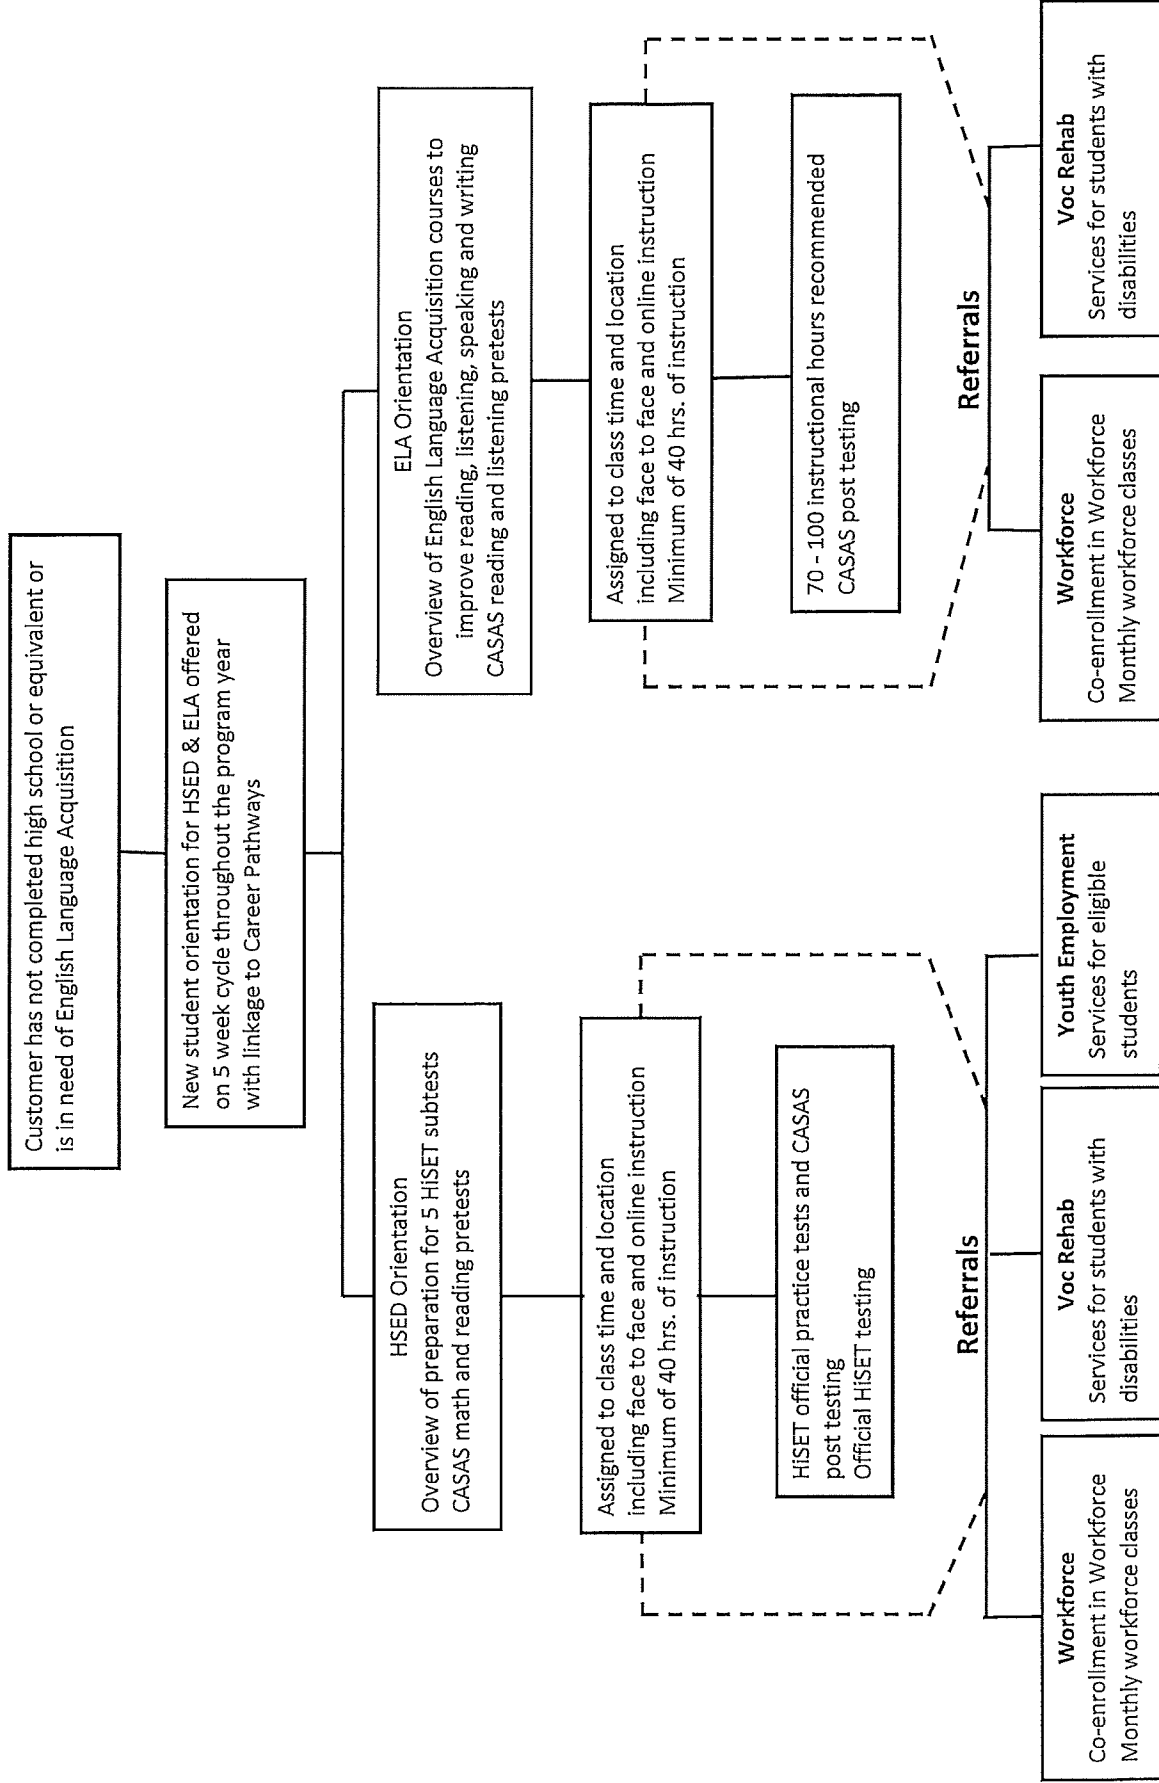 Customer has not completed high school or equivalent or
is in need of English Language Acquisition
New student orientation for HSED & ELA offered
on 5 week cycle throughout the program year
with linkage to Career Pathways
HSED Orientation
Overview of preparation for 5 HiSET subtests
CASAS math and reading pretests
Assigned to class time and location
including face to face and online instruction
Minimum of 40 hrs. of instruction
HiSET official practice tests and CASAS
post testing
Official HiSET testing
Referrals
Workforce
Co-enrollment in Workforce
Monthly workforce classes
Voc Rehab
Services for students with
disabilities
Youth Employment
Services for eligible
students
ELA Orientation
Overview of English Language Acquisition courses to
improve reading, listening, speaking and writing
CASAS reading and listening pretests
Assigned to class time and location
including face to face and online instruction
Minimum of 40 hrs. of instruction
70 - 100 instructional hours recommended
CASAS post testing
Referrals
Workforce
Co-enrollment in Workforce
Monthly workforce classes
Voc Rehab
Services for students with
disabilities